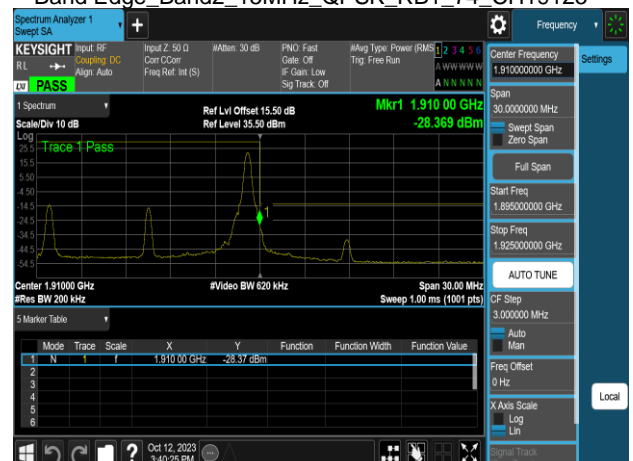 Band Edge_Band2_15MHz_QPSK_RB1_74_CH19125
Spectrum Analyzer 1
Swept SA
Frequency
KEYSIGHT
RL
Input: RF
Coupling: DC
Align: Auto
Input Z: 50 Ω
Corr CCorr
Freq Ref: Int (S)
#Atten: 30 dB
PNO: Fast
Gate: Off
IF Gain: Low
Sig Track: Off
#Avg Type: Power (RMS)
Trig: Free Run
1 2 3 4 5 6
A W W W W W
A N N N N N
LXI PASS
1 Spectrum
Scale/Div 10 dB
Ref Lvl Offset 15.50 dB
Ref Level 35.50 dBm
Mkr1 1.910 00 GHz
-28.369 dBm
Log
Trace 1 Pass
25.5
15.5
5.50
-4.50
-14.5
-24.5
-34.5
-44.5
-54.5
1
Center 1.91000 GHz
#Res BW 200 kHz
#Video BW 620 kHz
Span 30.00 MHz
Sweep 1.00 ms (1001 pts)
5 Marker Table
Mode Trace Scale X Y Function Function Width Function Value
1 N 1 f 1.910 00 GHz -28.37 dBm
2
3
4
5
6
Oct 12, 2023
3:40:25 PM
Center Frequency
1.910000000 GHz
Settings
Span
30.0000000 MHz
Swept Span
Zero Span
Full Span
Start Freq
1.895000000 GHz
Stop Freq
1.925000000 GHz
AUTO TUNE
CF Step
3.000000 MHz
Auto
Man
Freq Offset
0 Hz
X Axis Scale
Log
Lin
Local
Signal Track